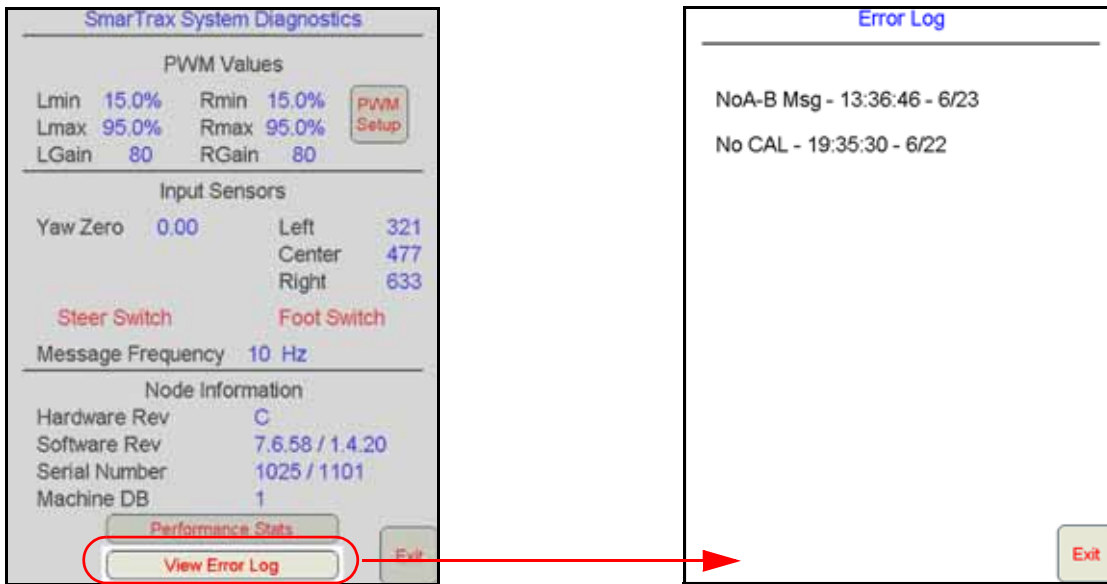 SmarTrax System Diagnostics
PWM Values
Lmin 15.0% Rmin 15.0%
Lmax 95.0% Rmax 95.0%
LGain 80 RGain 80
PWM
Setup
Input Sensors
Yaw Zero 0.00 Left 321
Center 477
Right 633
Steer Switch Foot Switch
Message Frequency 10 Hz
Node Information
Hardware Rev C
Software Rev 7.6.58 / 1.4.20
Serial Number 1025 / 1101
Machine DB 1
Performance Stats
View Error Log
Exit
Error Log
NoA-B Msg - 13:36:46 - 6/23
No CAL - 19:35:30 - 6/22
Exit